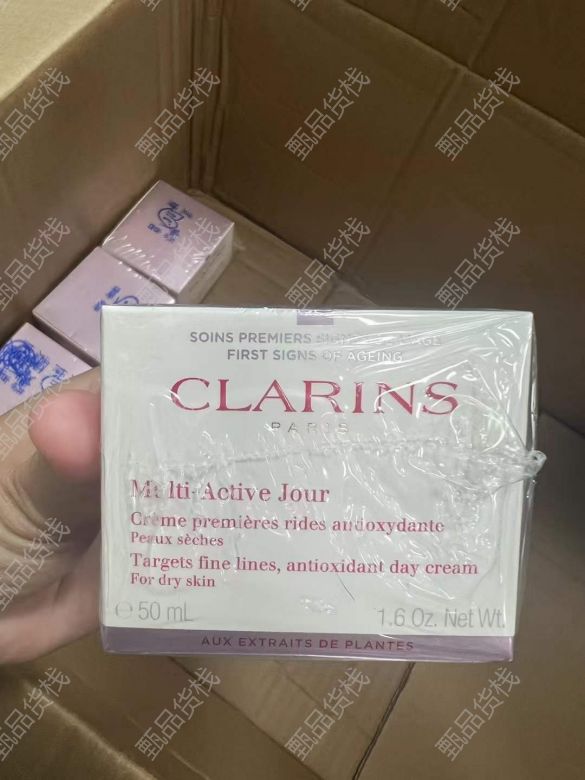 SOINS PREMIERS SIGNES D'ÂGE
FIRST SIGNS OF AGEING
CLARINS
PARIS
Multi-Active Jour
Crème premières rides antioxydante
Peaux sèches
Targets fine lines, antioxidant day cream
For dry skin
℮ 50 mL
1.6 Oz. Net Wt.
AUX EXTRAITS DE PLANTES
甄品货栈